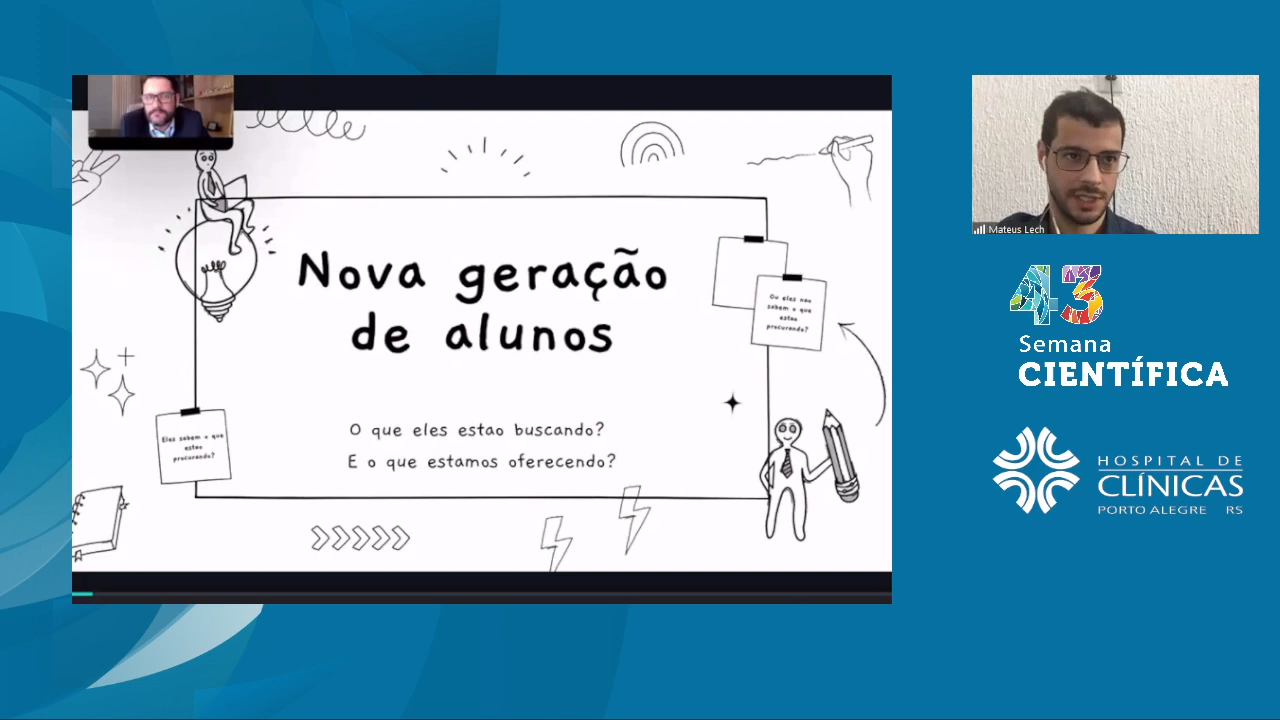 Nova geração
de alunos
O que eles estao buscando?
E o que estamos oferecendo?
Eles sabem o que
estao
procurando?
Ou eles nao
sabem o que
estao
procurando?
Mateus Lech
43
Semana
CIENTÍFICA
HOSPITAL DE
CLÍNICAS
PORTO ALEGRE RS